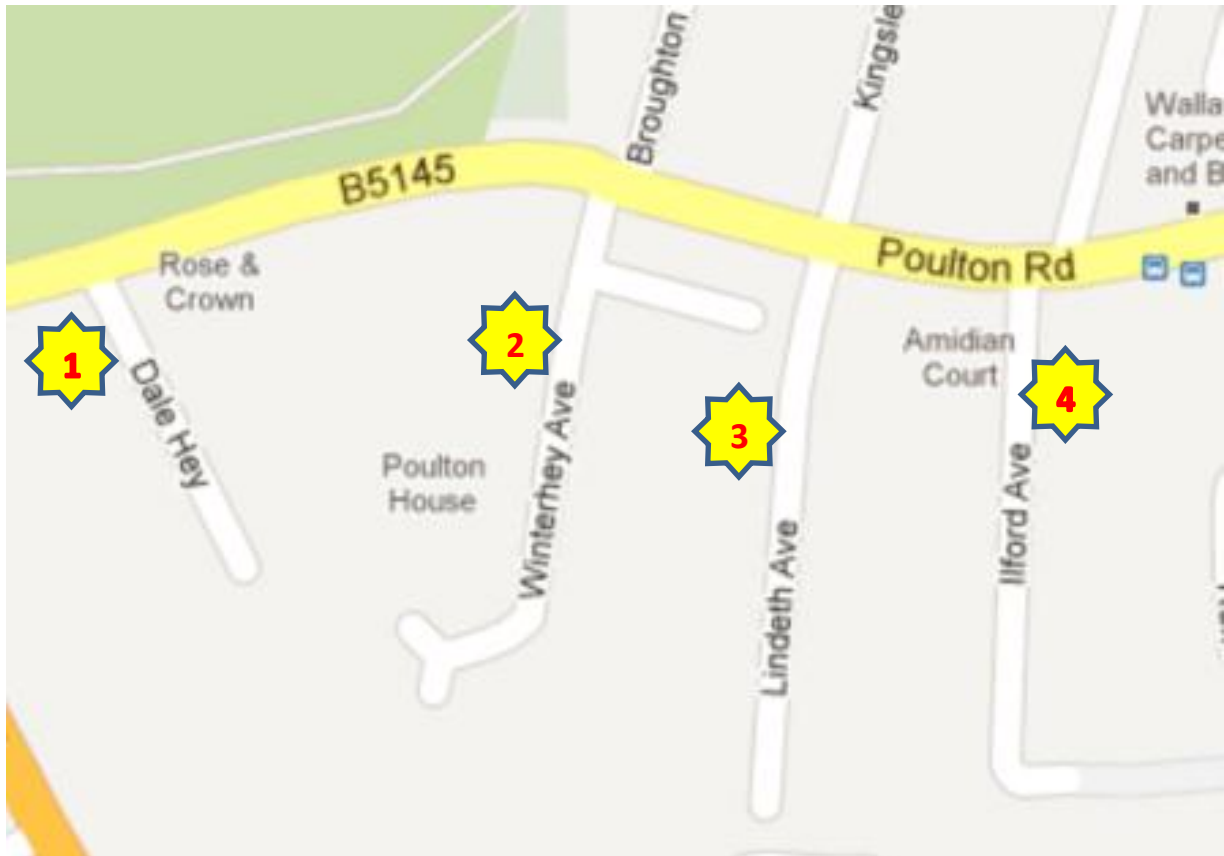 Broughton
Kingsle
Walla
Carpe
and B
B5145
Poulton Rd
Rose &
Crown
1
2
3
4
Dale Hey
Amidian
Court
Poulton
House
Winterhey Ave
Lindeth Ave
Ilford Ave